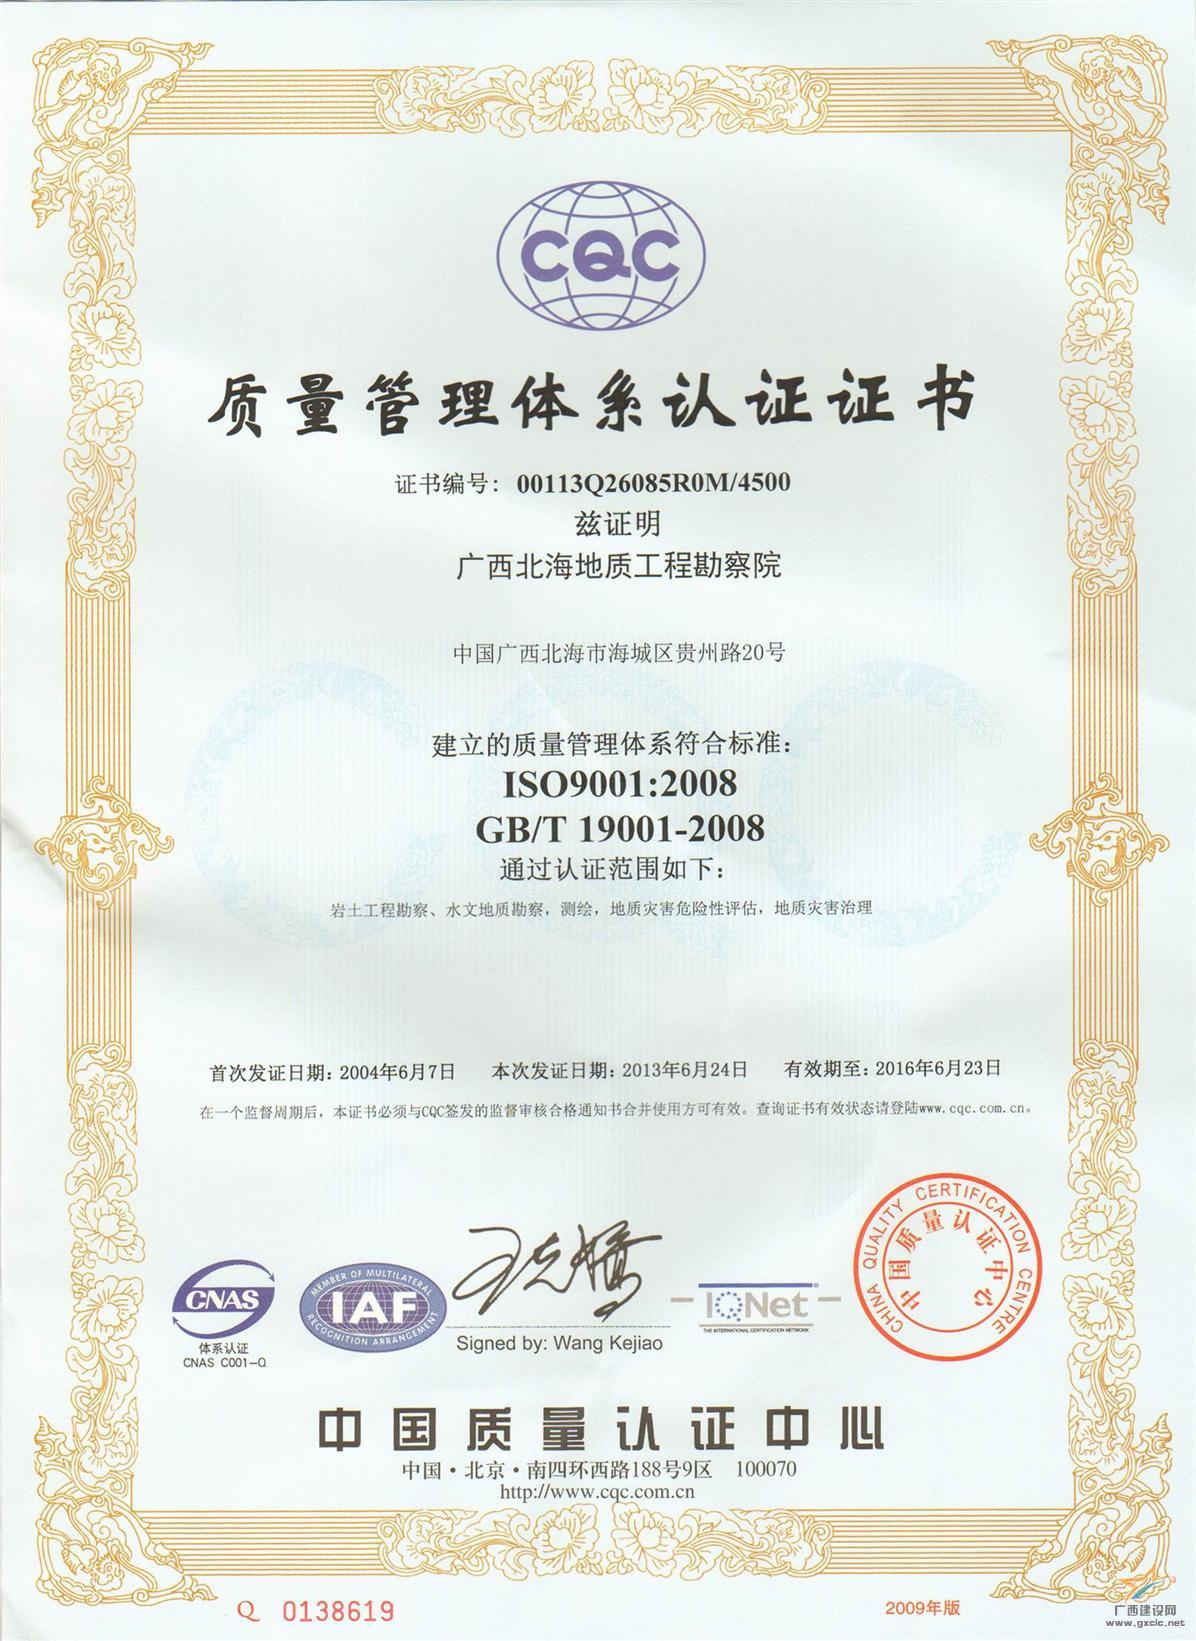 CQC
质量管理体系认证证书
证书编号： 00113Q26085R0M/4500
兹证明
广西北海地质工程勘察院
中国广西北海市海城区贵州路20号
建立的质量管理体系符合标准：
ISO9001:2008
GB/T 19001-2008
通过认证范围如下：
岩土工程勘察、水文地质勘察，测绘，地质灾害危险性评估，地质灾害治理
首次发证日期：2004年6月7日 本次发证日期：2013年6月24日 有效期至：2016年6月23日
在一个监督周期后，本证书必须与CQC签发的监督审核合格通知书合并使用方可有效。查询证书有效状态请登陆www.cqc.com.cn。
CNAS
体系认证
CNAS C001-Q
MEMBER OF MULTILATERAL
IAF
RECOGNITION ARRANGEMENT
王克娇
Signed by: Wang Kejiao
IQNet
THE INTERNATIONAL CERTIFICATION NETWORK
CHINA QUALITY CERTIFICATION CENTRE
中国质量认证中心
中国质量认证中心
中国·北京·南四环西路188号9区 100070
http://www.cqc.com.cn
Q 0138619
2009年版
广西建设网
www.gxcic.net